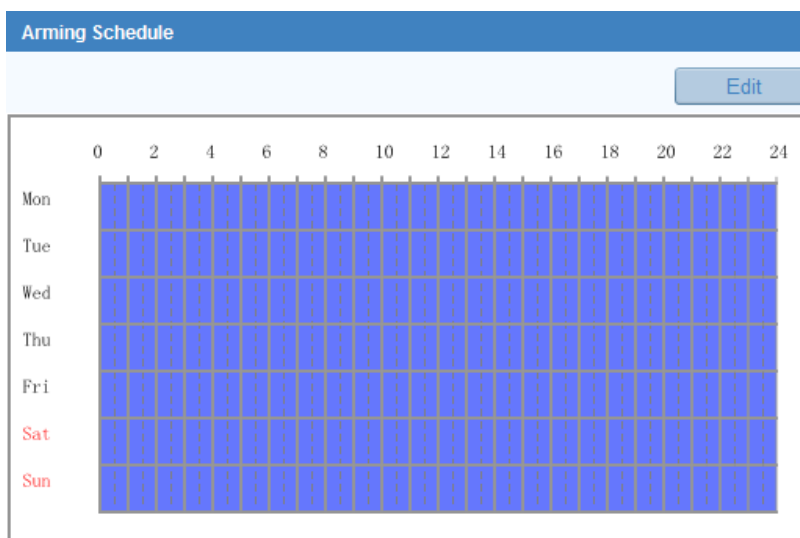 Arming Schedule
Edit
0 2 4 6 8 10 12 14 16 18 20 22 24
Mon
Tue
Wed
Thu
Fri
Sat
Sun